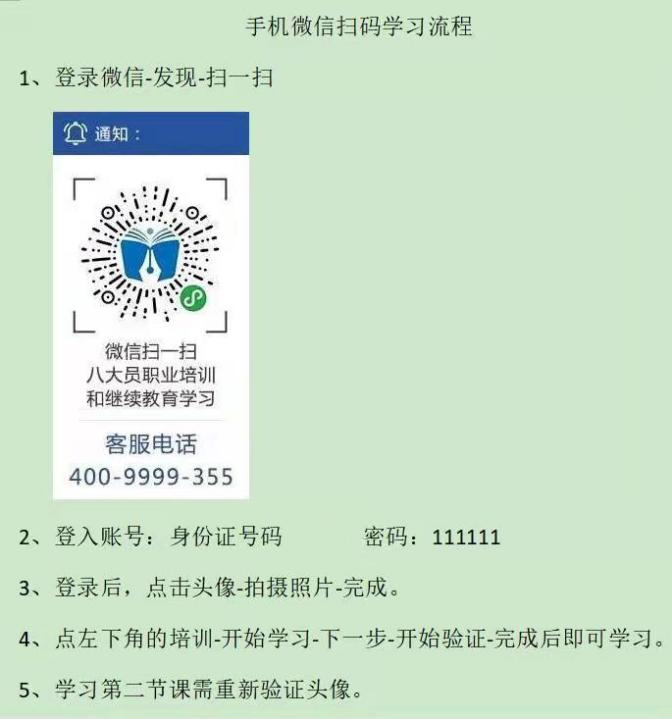 手机微信扫码学习流程
1、登录微信-发现-扫一扫
通知：
微信扫一扫
八大员职业培训
和继续教育学习
客服电话
400-9999-355
2、登入账号：身份证号码 密码：111111
3、登录后，点击头像-拍摄照片-完成。
4、点左下角的培训-开始学习-下一步-开始验证-完成后即可学习。
5、学习第二节课需重新验证头像。